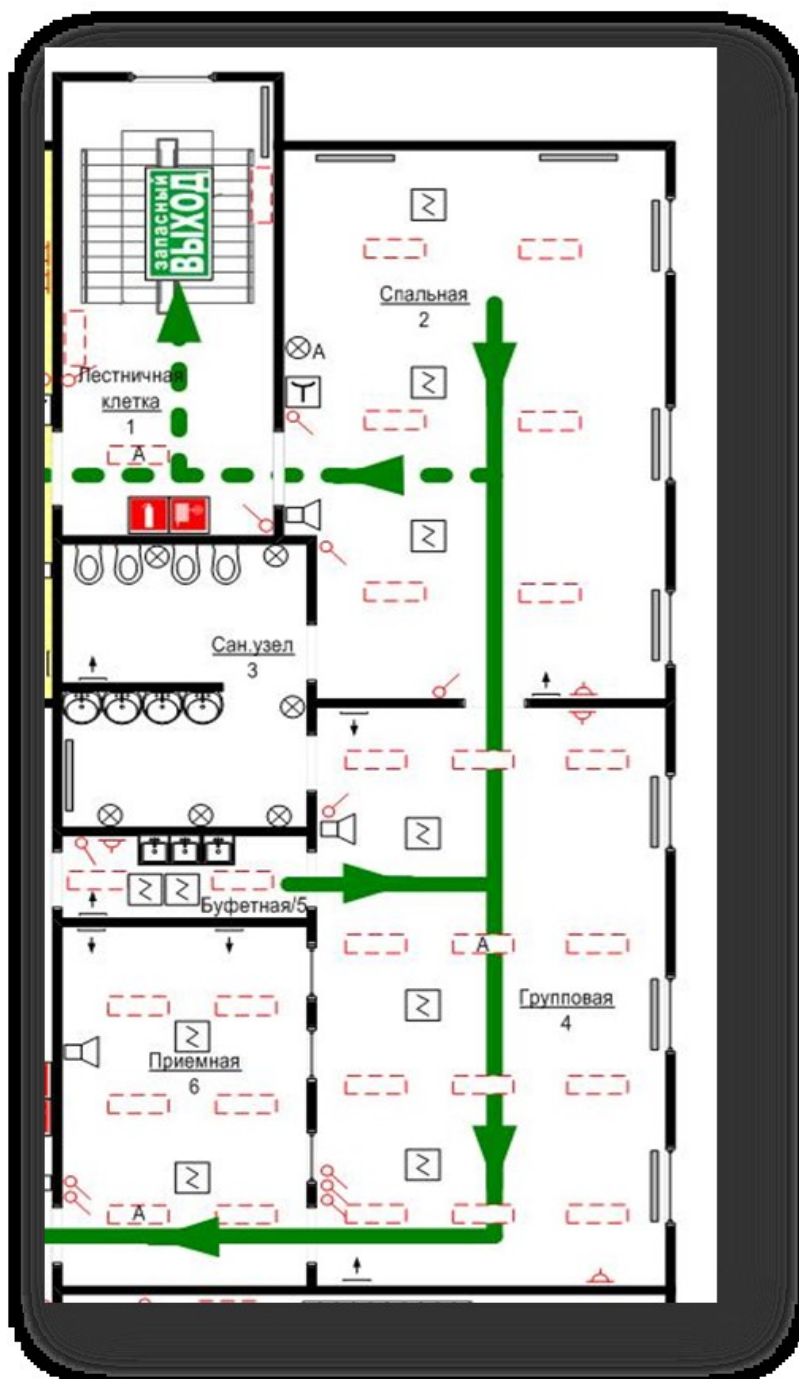 запасный
ВЫХОД
Спальная
2
А
Лестничная
клетка
1
А
Сан.узел
3
Буфетная/5
А
Групповая
4
Приемная
6
А